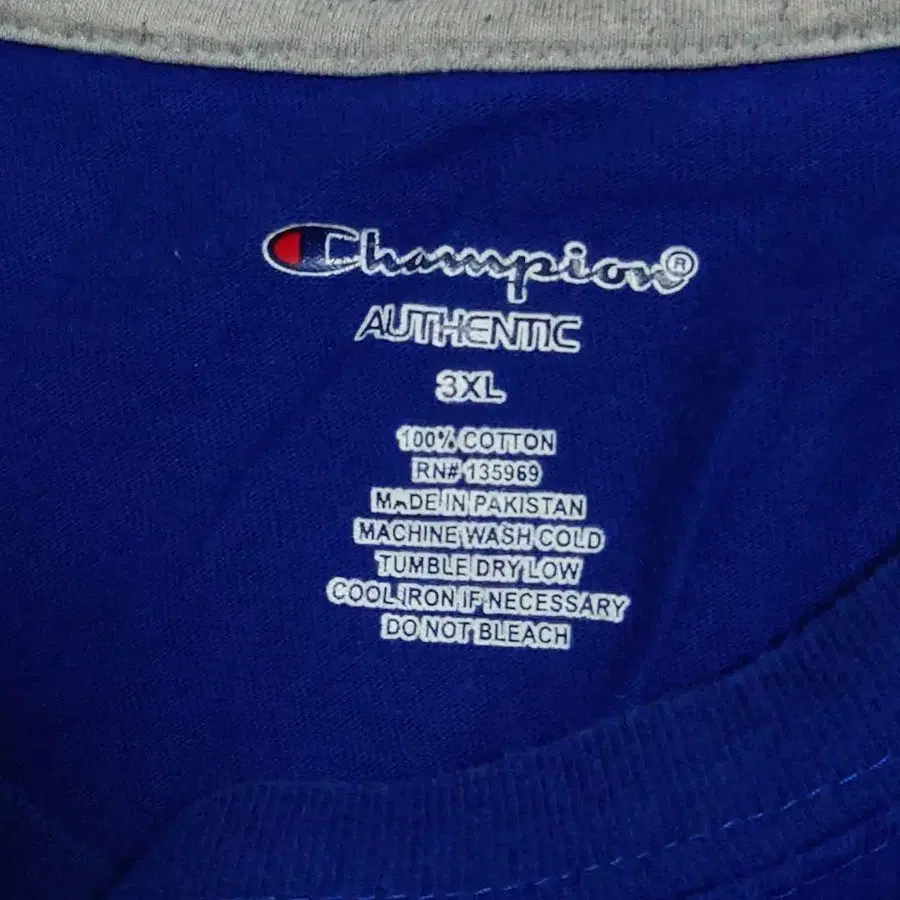 Champion®
AUTHENTIC
3XL
100% COTTON
RN# 135969
MADE IN PAKISTAN
MACHINE WASH COLD
TUMBLE DRY LOW
COOL IRON IF NECESSARY
DO NOT BLEACH